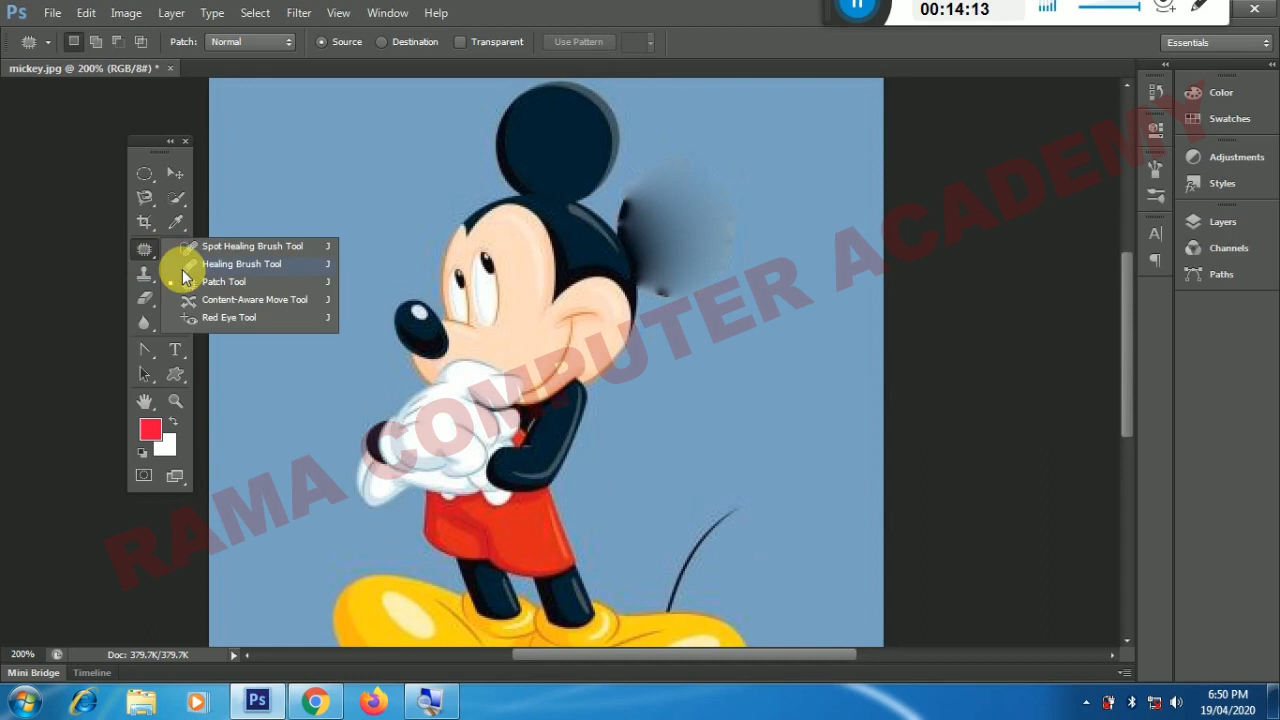 Ps File Edit Image Layer Type Select Filter View Window Help
00:14:13
Patch: Normal Source Destination Transparent Use Pattern Essentials
mickey.jpg @ 200% (RGB/8#) *
Color
Swatches
Adjustments
Styles
Layers
Channels
Paths
Spot Healing Brush Tool J
Healing Brush Tool J
Patch Tool J
Content-Aware Move Tool J
Red Eye Tool J
RAMA COMPUTER ACADEMY
200% Doc: 379.7K/379.7K
Mini Bridge Timeline
Ps
6:50 PM
19/04/2020